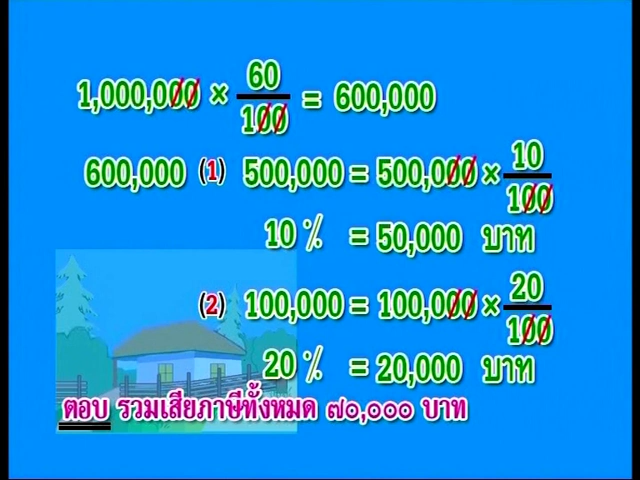 1,000,000 × 60/100 = 600,000
600,000 (1) 500,000 = 500,000 × 10/100
10 % = 50,000 บาท
(2) 100,000 = 100,000 × 20/100
20 % = 20,000 บาท
ตอบ รวมเสียภาษีทั้งหมด ๗๐,๐๐๐ บาท